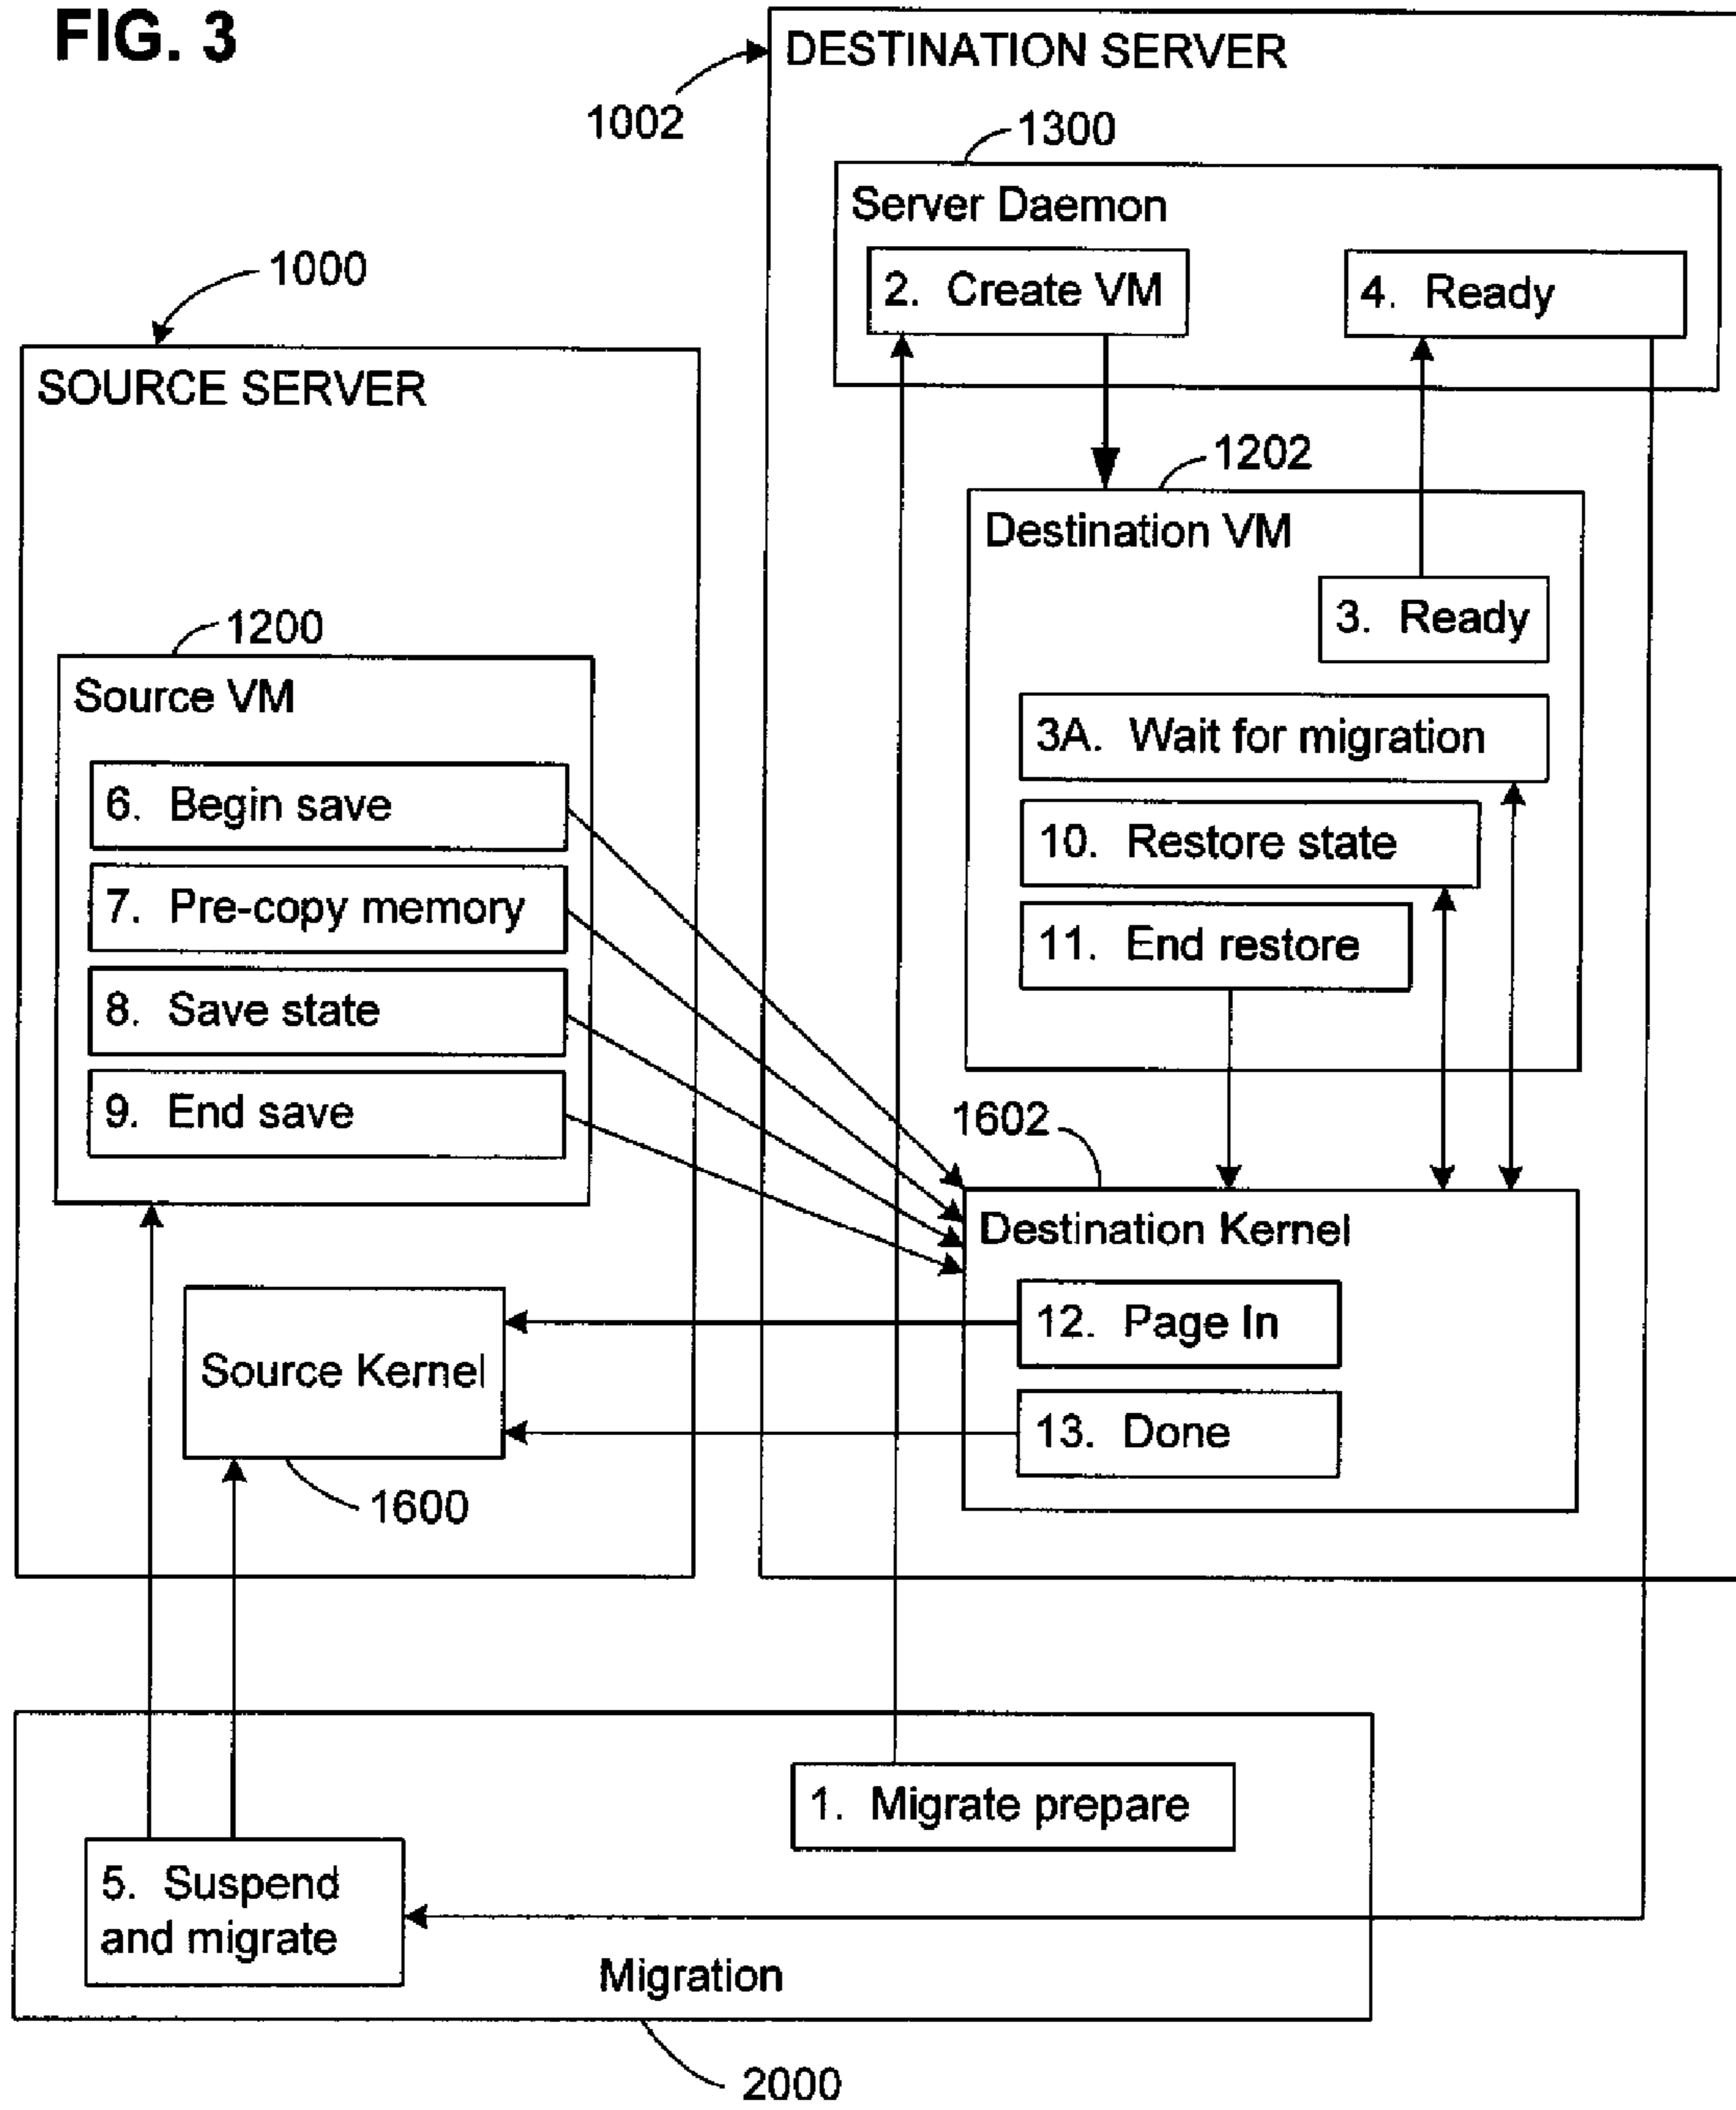 FIG. 3
DESTINATION SERVER
1002
1300
Server Daemon
2. Create VM
4. Ready
1000
SOURCE SERVER
1202
Destination VM
3. Ready
1200
Source VM
3A. Wait for migration
6. Begin save
10. Restore state
7. Pre-copy memory
11. End restore
8. Save state
9. End save
1602
Destination Kernel
12. Page In
Source Kernel
13. Done
1600
1. Migrate prepare
5. Suspend
and migrate
Migration
2000